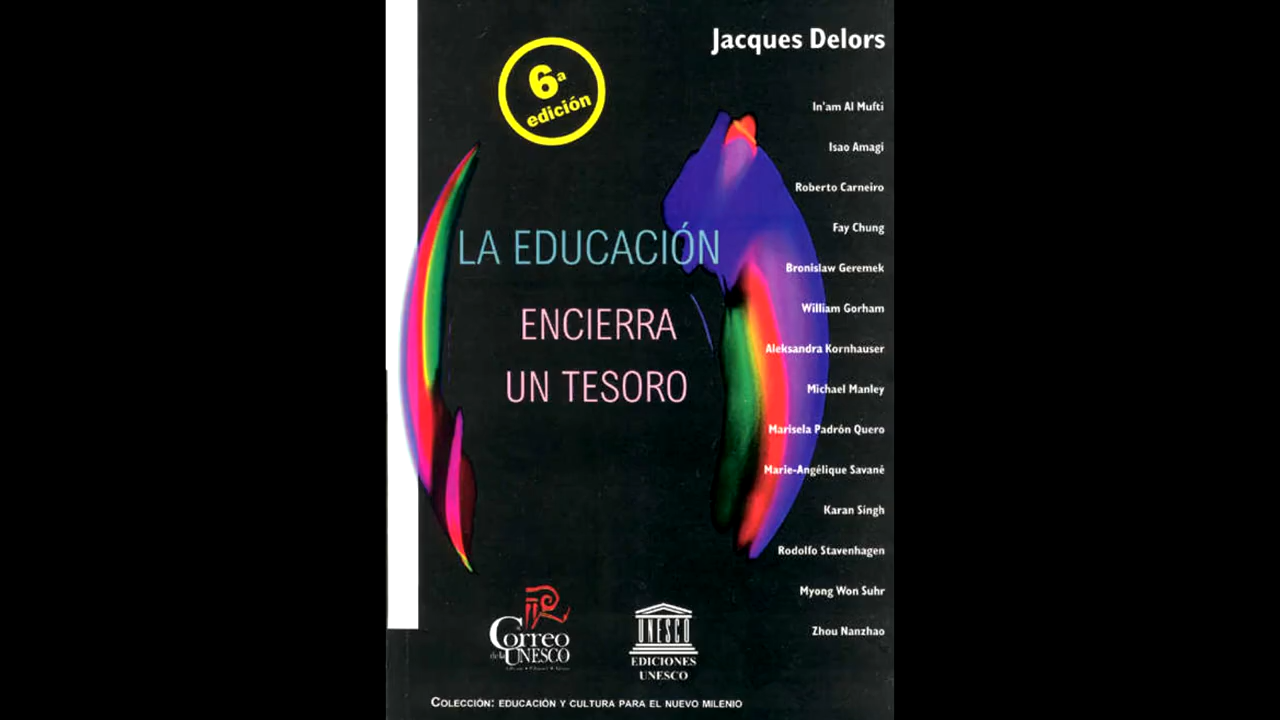 Jacques Delors
6ª
edición
In'am Al Mufti
Isao Amagi
Roberto Carneiro
Fay Chung
Bronislaw Geremek
William Gorham
Aleksandra Kornhauser
Michael Manley
Marisela Padrón Quero
Marie-Angélique Savané
Karan Singh
Rodolfo Stavenhagen
Myong Won Suhr
Zhou Nanzhao
LA EDUCACIÓN
ENCIERRA
UN TESORO
Correo
de la UNESCO
UNESCO
EDICIONES
UNESCO
COLECCIÓN: EDUCACIÓN Y CULTURA PARA EL NUEVO MILENIO